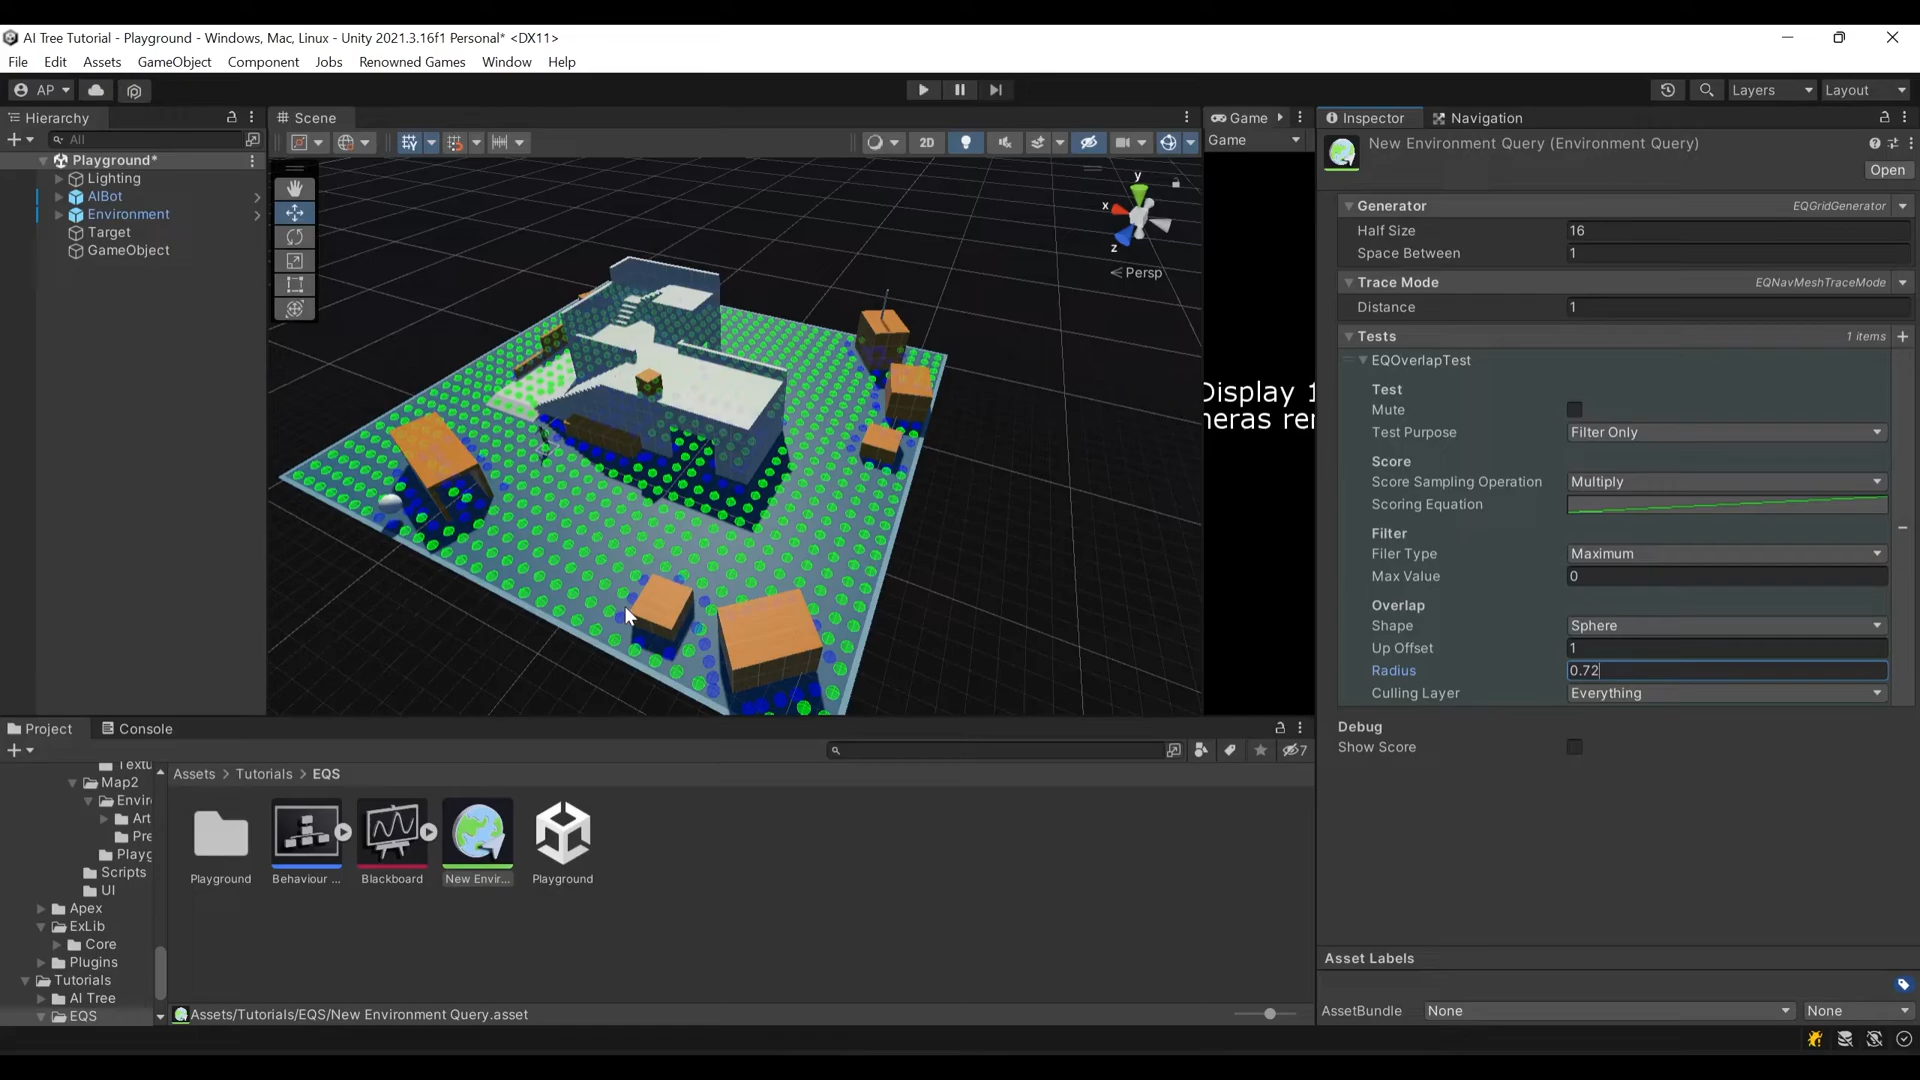 AI Tree Tutorial - Playground - Windows, Mac, Linux - Unity 2021.3.16f1 Personal* <DX11>
File Edit Assets GameObject Component Jobs Renowned Games Window Help
AP Layers Layout
Hierarchy
All
Playground*
Lighting
AIBot
Environment
Target
GameObject
Scene
2D
y
x
z
Persp
Game
Game
Display 1
neras rer
Inspector Navigation
New Environment Query (Environment Query)
Open
Generator EQGridGenerator
Half Size 16
Space Between 1
Trace Mode EQNavMeshTraceMode
Distance 1
Tests 1 items
EQOverlapTest
Test
Mute
Test Purpose Filter Only
Score
Score Sampling Operation Multiply
Scoring Equation
Filter
Filer Type Maximum
Max Value 0
Overlap
Shape Sphere
Up Offset 1
Radius 0.72
Culling Layer Everything
Debug
Show Score
Asset Labels
AssetBundle None None
Project Console
7
Textu
Map2
Envir
Art
Pre
Playg
Scripts
UI
Apex
ExLib
Core
Plugins
Tutorials
AI Tree
EQS
Assets > Tutorials > EQS
Playground Behaviour ... Blackboard New Envir... Playground
Assets/Tutorials/EQS/New Environment Query.asset